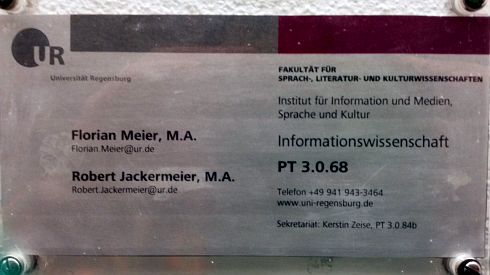 UR
Universität Regensburg
FAKULTÄT FÜR
SPRACH-, LITERATUR- UND KULTURWISSENSCHAFTEN
Institut für Information und Medien,
Sprache und Kultur
Florian Meier, M.A.
Florian.Meier@ur.de
Robert Jackermeier, M.A.
Robert.Jackermeier@ur.de
Informationswissenschaft
PT 3.0.68
Telefon +49 941 943-3464
www.uni-regensburg.de
Sekretariat: Kerstin Zeise, PT 3.0.84b